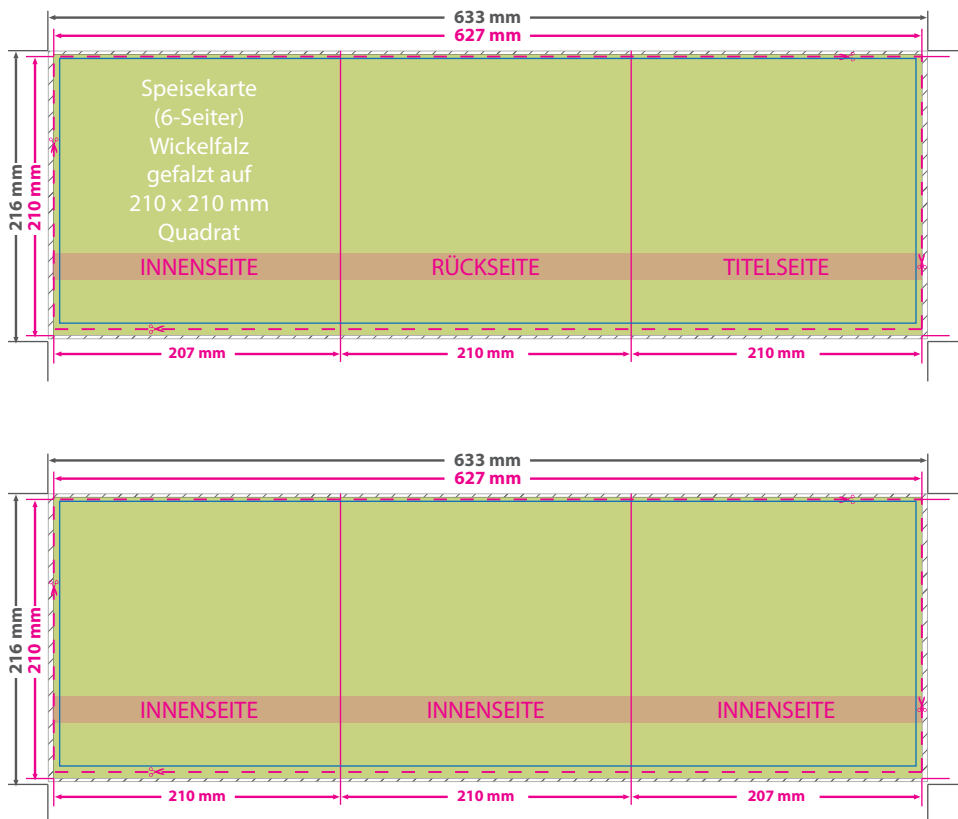 633 mm
627 mm
216 mm
210 mm
Speisekarte
(6-Seiter)
Wickelfalz
gefalzt auf
210 x 210 mm
Quadrat
INNENSEITE
RÜCKSEITE
TITELSEITE
207 mm
210 mm
210 mm
633 mm
627 mm
216 mm
210 mm
INNENSEITE
INNENSEITE
INNENSEITE
210 mm
210 mm
207 mm